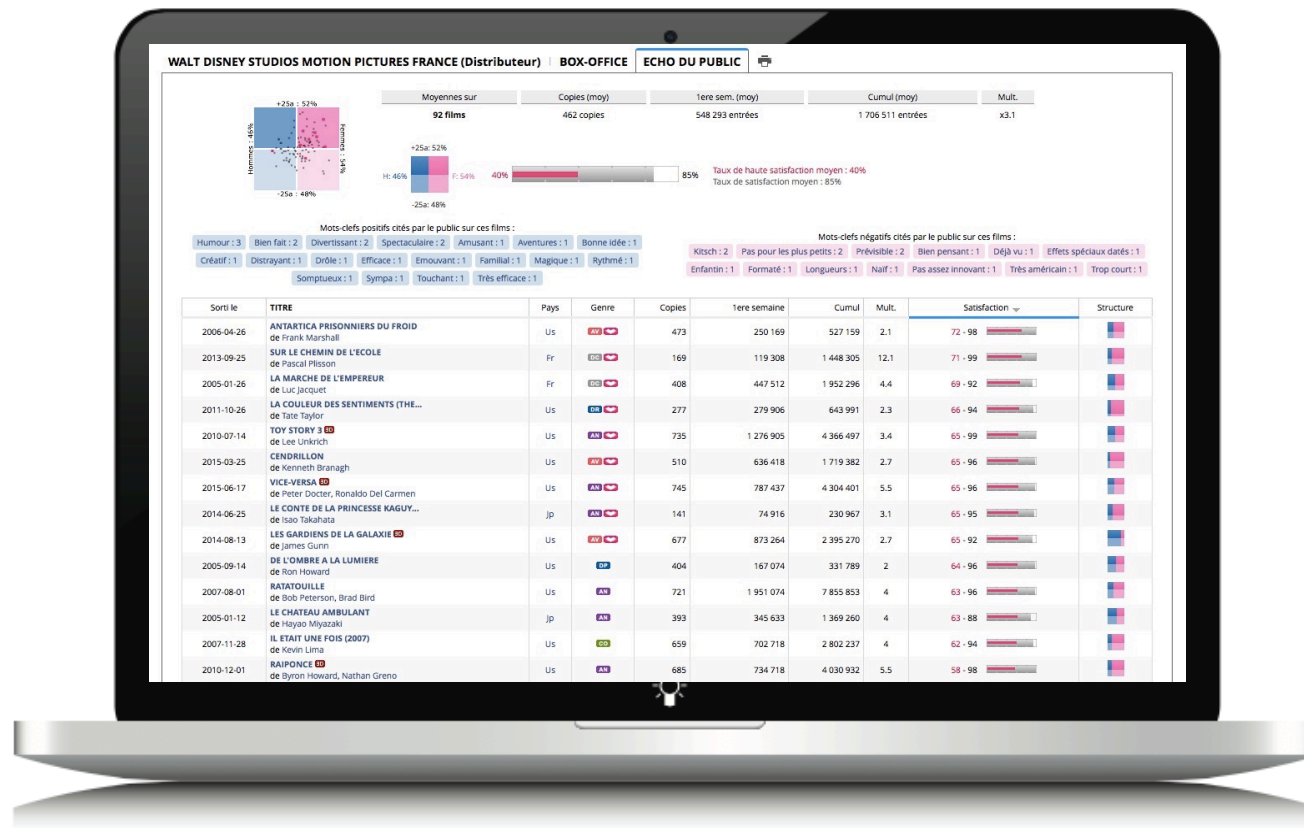 WALT DISNEY STUDIOS MOTION PICTURES FRANCE (Distributeur) | BOX-OFFICE ECHO DU PUBLIC
+25a : 52%
Hommes : 46%
Femmes : 54%
-25a : 48%
Moyennes sur Copies (moy) 1ere sem. (moy) Cumul (moy) Mult.
92 films 462 copies 548 293 entrées 1 706 511 entrées x3.1
+25a: 52%
H: 46% F: 54%
-25a: 48%
40% 85%
Taux de haute satisfaction moyen : 40%
Taux de satisfaction moyen : 85%
Mots-clefs positifs cités par le public sur ces films :
Humour : 3 Bien fait : 2 Divertissant : 2 Spectaculaire : 2 Amusant : 1 Aventures : 1 Bonne idée : 1
Créatif : 1 Distrayant : 1 Drôle : 1 Efficace : 1 Emouvant : 1 Familial : 1 Magique : 1 Rythmé : 1
Somptueux : 1 Sympa : 1 Touchant : 1 Très efficace : 1
Mots-clefs négatifs cités par le public sur ces films :
Kitsch : 2 Pas pour les plus petits : 2 Prévisible : 2 Bien pensant : 1 Déjà vu : 1 Effets spéciaux datés : 1
Enfantin : 1 Formaté : 1 Longueurs : 1 Naïf : 1 Pas assez innovant : 1 Très américain : 1 Trop court : 1
Sorti le TITRE Pays Genre Copies 1ere semaine Cumul Mult. Satisfaction Structure
2006-04-26 ANTARTICA PRISONNIERS DU FROID Us AV 473 250 169 527 159 2.1 72 - 98
de Frank Marshall
2013-09-25 SUR LE CHEMIN DE L'ECOLE Fr DC 169 119 308 1 448 305 12.1 71 - 99
de Pascal Plisson
2005-01-26 LA MARCHE DE L'EMPEREUR Fr DC 408 447 512 1 952 296 4.4 69 - 92
de Luc Jacquet
2011-10-26 LA COULEUR DES SENTIMENTS (THE... Us DR 277 279 906 643 991 2.3 66 - 94
de Tate Taylor
2010-07-14 TOY STORY 3 3D Us AN 735 1 276 905 4 366 497 3.4 65 - 99
de Lee Unkrich
2015-03-25 CENDRILLON Us AV 510 636 418 1 719 382 2.7 65 - 96
de Kenneth Branagh
2015-06-17 VICE-VERSA 3D Us AN 745 787 437 4 304 401 5.5 65 - 96
de Peter Docter, Ronaldo Del Carmen
2014-06-25 LE CONTE DE LA PRINCESSE KAGUY... Jp AN 141 74 916 230 967 3.1 65 - 95
de Isao Takahata
2014-08-13 LES GARDIENS DE LA GALAXIE 3D Us AV 677 873 264 2 395 270 2.7 65 - 92
de James Gunn
2005-09-14 DE L'OMBRE A LA LUMIERE Us DP 404 167 074 331 789 2 64 - 96
de Ron Howard
2007-08-01 RATATOUILLE Us AN 721 1 951 074 7 855 853 4 63 - 96
de Bob Peterson, Brad Bird
2005-01-12 LE CHATEAU AMBULANT Jp AN 393 345 633 1 369 260 4 63 - 88
de Hayao Miyazaki
2007-11-28 IL ETAIT UNE FOIS (2007) Us CO 659 702 718 2 802 237 4 62 - 94
de Kevin Lima
2010-12-01 RAIPONCE 3D Us AN 685 734 718 4 030 932 5.5 58 - 98
de Byron Howard, Nathan Greno